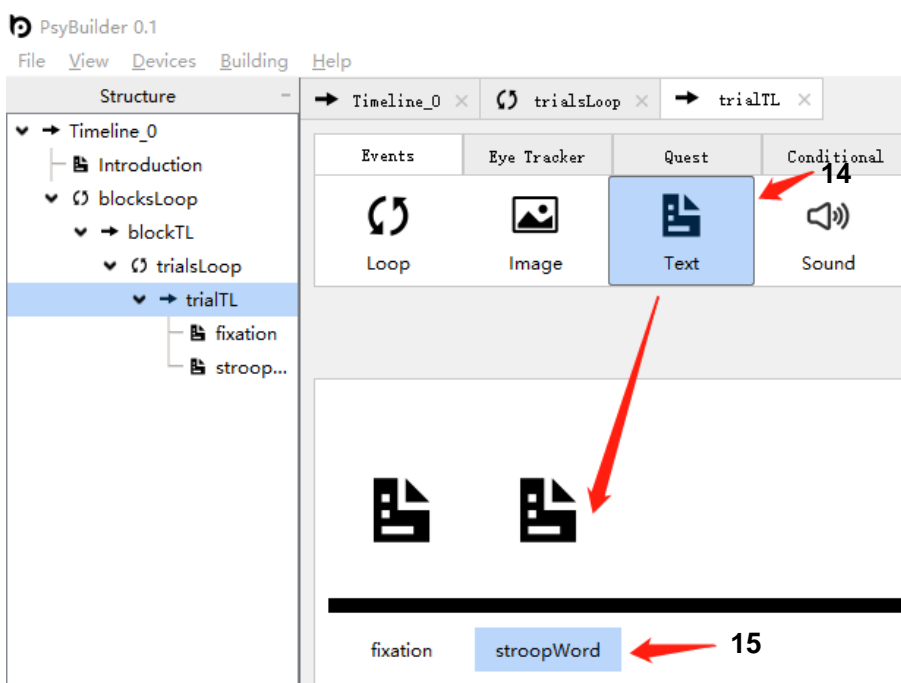 PsyBuilder 0.1
File View Devices Building Help
Structure
Timeline_0
Introduction
blocksLoop
blockTL
trialsLoop
trialTL
fixation
stroop...
Timeline_0 trialsLoop trialTL
Events Eye Tracker Quest Conditional
14
Loop Image Text Sound
fixation stroopWord 15